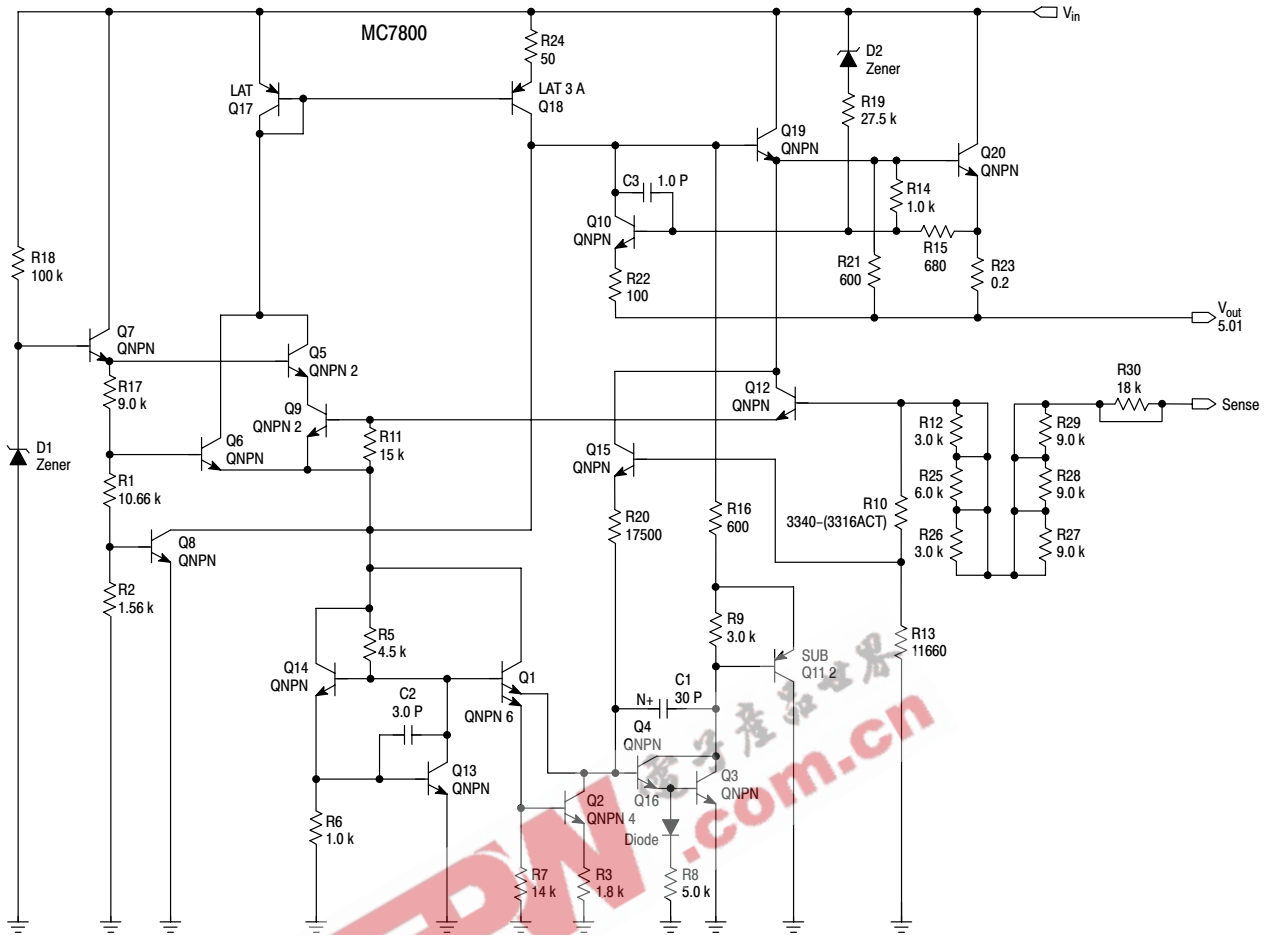 MC7800
Vin
R24
50
D2
Zener
LAT
Q17
LAT 3 A
Q18
R19
27.5 k
Q19
QNPN
Q20
QNPN
C3
1.0 P
R14
1.0 k
Q10
QNPN
R15
680
R21
600
R18
100 k
R22
100
R23
0.2
Vout
5.01
Q7
QNPN
Q5
QNPN 2
R17
9.0 k
R30
18 k
Sense
Q12
QNPN
Q9
QNPN 2
R11
15 k
R12
3.0 k
R29
9.0 k
D1
Zener
Q6
QNPN
Q15
QNPN
R25
6.0 k
R28
9.0 k
R1
10.66 k
R10
3340–(3316ACT)
R16
600
R20
17500
R26
3.0 k
R27
9.0 k
Q8
QNPN
R2
1.56 k
R9
3.0 k
R13
11660
R5
4.5 k
SUB
Q11 2
Q14
QNPN
Q1
QNPN 6
C2
3.0 P
N+
C1
30 P
Q4
QNPN
Q13
QNPN
Q3
QNPN
Q16
Q2
QNPN 4
R6
1.0 k
Diode
R7
14 k
R3
1.8 k
R8
5.0 k
電子產品世界
.com.cn